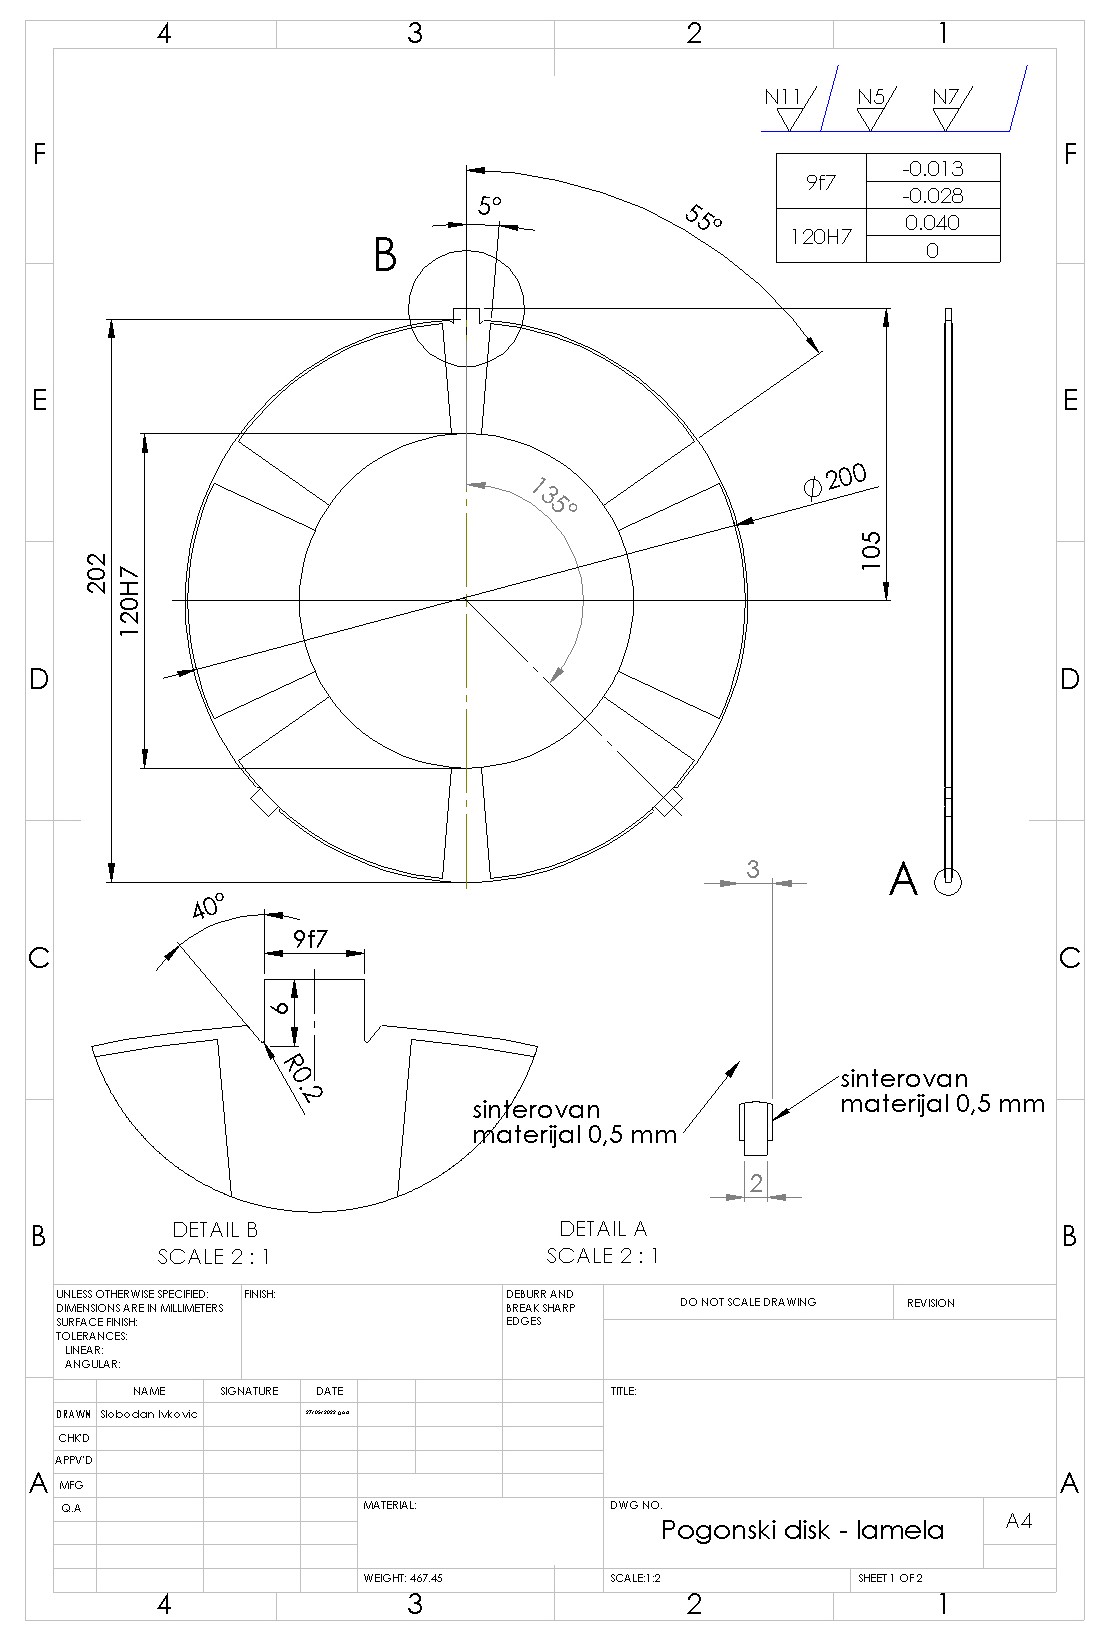 4 3 2 1
N11 N5 N7
F F
9f7 -0.013
-0.028
120H7 0.040
0
55°
5°
B
E E
135°
⌀200
105
202
120H7
D D
3
A
40°
9f7
6
R0.2
C C
sinterovan
materijal 0,5 mm
sinterovan
materijal 0,5 mm
2
DETAIL B
SCALE 2 : 1
DETAIL A
SCALE 2 : 1
B B
UNLESS OTHERWISE SPECIFIED:
DIMENSIONS ARE IN MILLIMETERS
SURFACE FINISH:
TOLERANCES:
LINEAR:
ANGULAR:
FINISH:
DEBURR AND
BREAK SHARP
EDGES
DO NOT SCALE DRAWING
REVISION
NAME SIGNATURE DATE
TITLE:
DRAWN Slobodan Ivkovic
CHK'D
APPV'D
MFG
Q.A
A A
MATERIAL:
DWG NO.
Pogonski disk - lamela
A4
WEIGHT: 467.45
SCALE:1:2
SHEET 1 OF 2
4 3 2 1